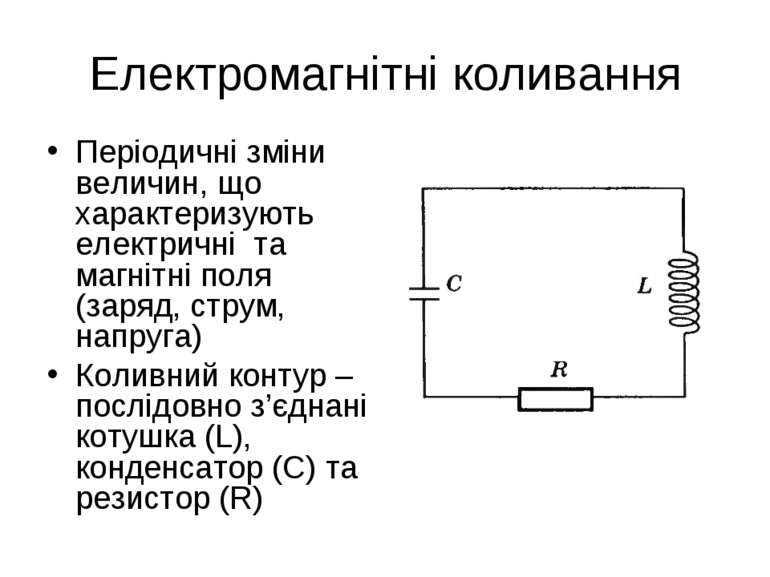 Електромагнітні коливання
• Періодичні зміни
величин, що
характеризують
електричні та
магнітні поля
(заряд, струм,
напруга)
• Коливний контур –
послідовно з’єднані
котушка (L),
конденсатор (C) та
резистор (R)
C
L
R